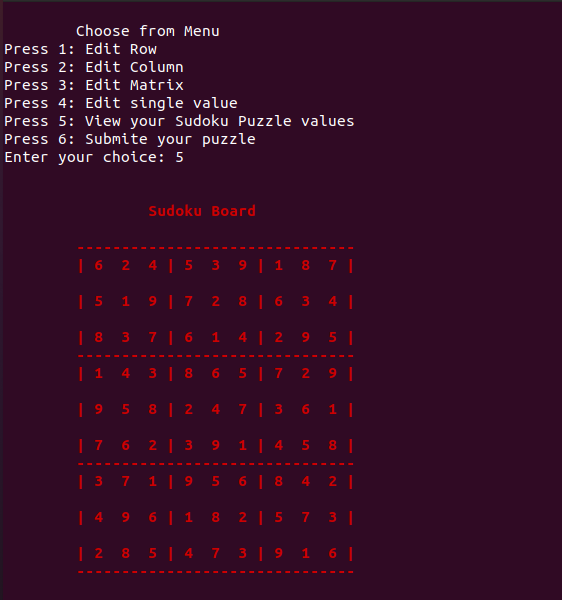 Choose from Menu
Press 1: Edit Row
Press 2: Edit Column
Press 3: Edit Matrix
Press 4: Edit single value
Press 5: View your Sudoku Puzzle values
Press 6: Submite your puzzle
Enter your choice: 5
Sudoku Board
-------------------------------
| 6 2 4 | 5 3 9 | 1 8 7 |
| 5 1 9 | 7 2 8 | 6 3 4 |
| 8 3 7 | 6 1 4 | 2 9 5 |
-------------------------------
| 1 4 3 | 8 6 5 | 7 2 9 |
| 9 5 8 | 2 4 7 | 3 6 1 |
| 7 6 2 | 3 9 1 | 4 5 8 |
-------------------------------
| 3 7 1 | 9 5 6 | 8 4 2 |
| 4 9 6 | 1 8 2 | 5 7 3 |
| 2 8 5 | 4 7 3 | 9 1 6 |
-------------------------------